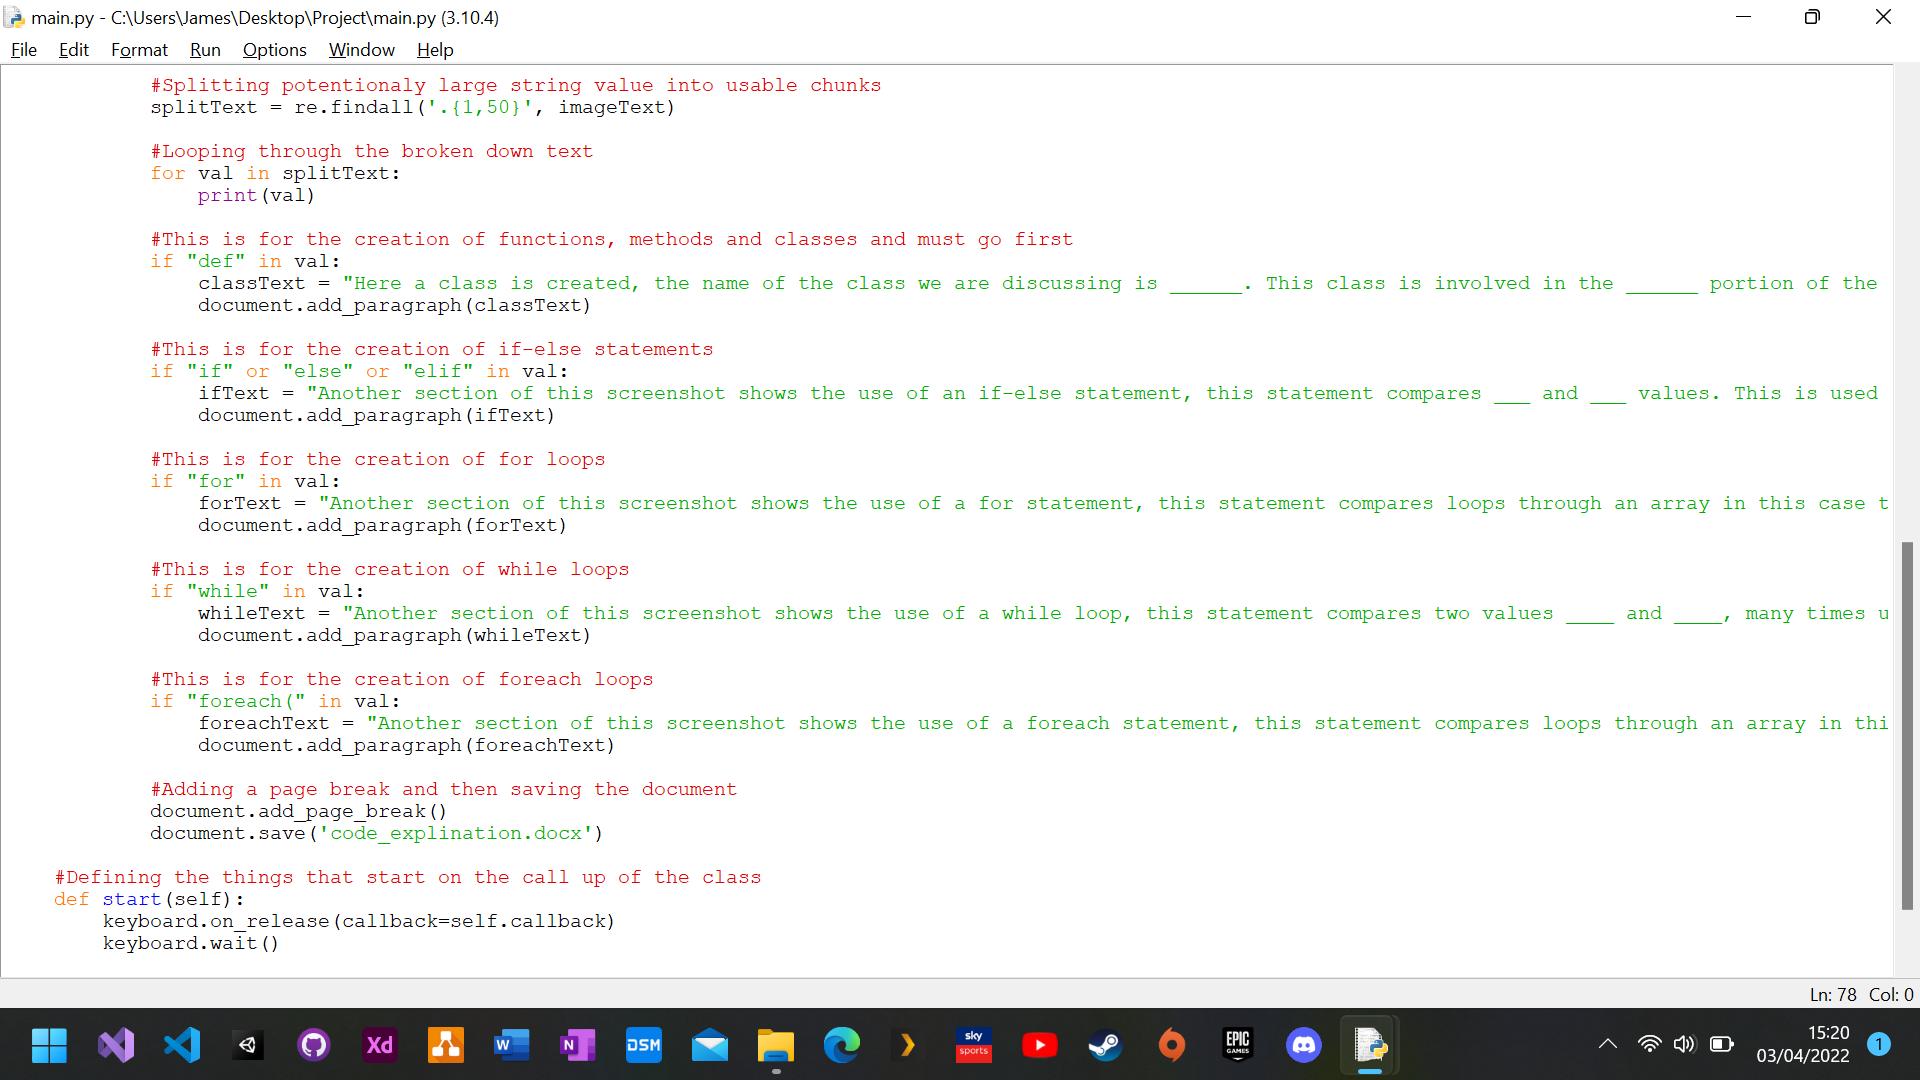 main.py - C:\Users\James\Desktop\Project\main.py (3.10.4)
File Edit Format Run Options Window Help
#Splitting potentionaly large string value into usable chunks
splitText = re.findall('.{1,50}', imageText)
#Looping through the broken down text
for val in splitText:
print(val)
#This is for the creation of functions, methods and classes and must go first
if "def" in val:
classText = "Here a class is created, the name of the class we are discussing is ______. This class is involved in the ______ portion of the
document.add_paragraph(classText)
#This is for the creation of if-else statements
if "if" or "else" or "elif" in val:
ifText = "Another section of this screenshot shows the use of an if-else statement, this statement compares ___ and ___ values. This is used
document.add_paragraph(ifText)
#This is for the creation of for loops
if "for" in val:
forText = "Another section of this screenshot shows the use of a for statement, this statement compares loops through an array in this case t
document.add_paragraph(forText)
#This is for the creation of while loops
if "while" in val:
whileText = "Another section of this screenshot shows the use of a while loop, this statement compares two values ____ and ____, many times u
document.add_paragraph(whileText)
#This is for the creation of foreach loops
if "foreach(" in val:
foreachText = "Another section of this screenshot shows the use of a foreach statement, this statement compares loops through an array in thi
document.add_paragraph(foreachText)
#Adding a page break and then saving the document
document.add_page_break()
document.save('code_explination.docx')
#Defining the things that start on the call up of the class
def start(self):
keyboard.on_release(callback=self.callback)
keyboard.wait()
Ln: 78 Col: 0
Xd W N DSM sky sports EPIC GAMES
15:20
03/04/2022
1